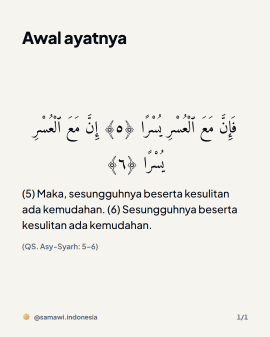 Awal ayatnya
فَإِنَّ مَعَ ٱلْعُسْرِ يُسْرًا ﴿٥﴾ إِنَّ مَعَ ٱلْعُسْرِ
يُسْرًا ﴿٦﴾
(5) Maka, sesungguhnya beserta kesulitan
ada kemudahan. (6) Sesungguhnya beserta
kesulitan ada kemudahan.
(QS. Asy-Syarh: 5-6)
@samawi.indonesia
1/1